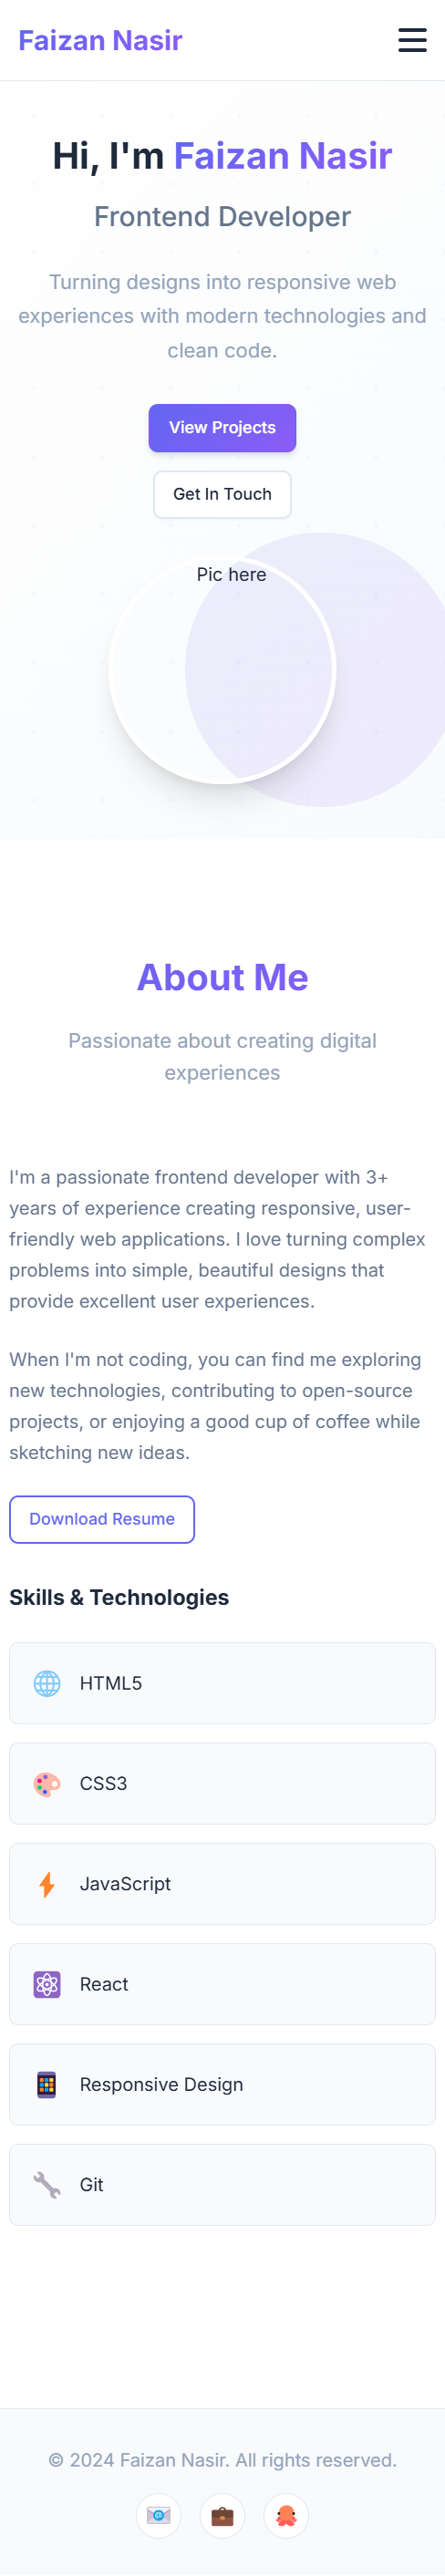 Faizan Nasir
Hi, I'm Faizan Nasir
Frontend Developer
Turning designs into responsive web
experiences with modern technologies and
clean code.
View Projects
Get In Touch
Pic here
About Me
Passionate about creating digital
experiences
I'm a passionate frontend developer with 3+
years of experience creating responsive, user-
friendly web applications. I love turning complex
problems into simple, beautiful designs that
provide excellent user experiences.
When I'm not coding, you can find me exploring
new technologies, contributing to open-source
projects, or enjoying a good cup of coffee while
sketching new ideas.
Download Resume
Skills & Technologies
HTML5
CSS3
JavaScript
React
Responsive Design
Git
© 2024 Faizan Nasir. All rights reserved.